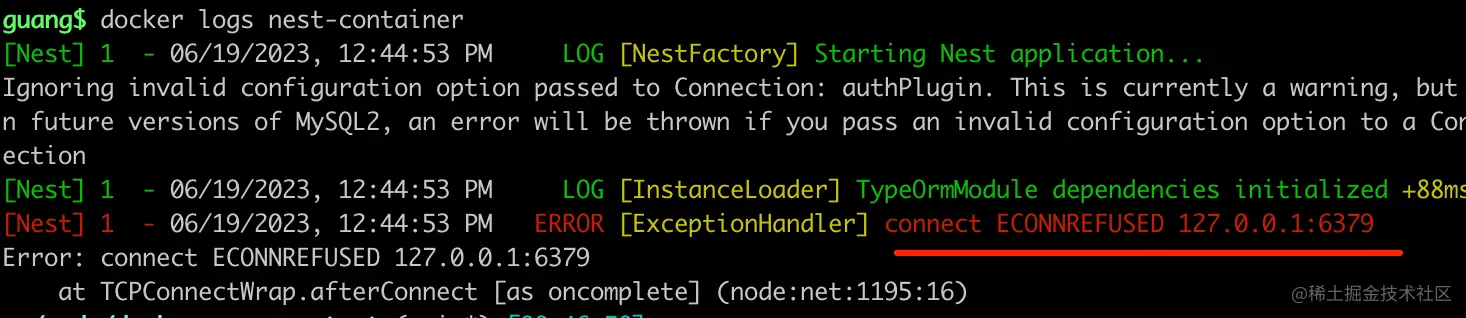 guang$ docker logs nest-container
[Nest] 1  - 06/19/2023, 12:44:53 PM     LOG [NestFactory] Starting Nest application...
Ignoring invalid configuration option passed to Connection: authPlugin. This is currently a warning, but
n future versions of MySQL2, an error will be thrown if you pass an invalid configuration option to a Con
ection
[Nest] 1  - 06/19/2023, 12:44:53 PM     LOG [InstanceLoader] TypeOrmModule dependencies initialized +88ms
[Nest] 1  - 06/19/2023, 12:44:53 PM   ERROR [ExceptionHandler] connect ECONNREFUSED 127.0.0.1:6379
Error: connect ECONNREFUSED 127.0.0.1:6379
    at TCPConnectWrap.afterConnect [as oncomplete] (node:net:1195:16)
@稀土掘金技术社区